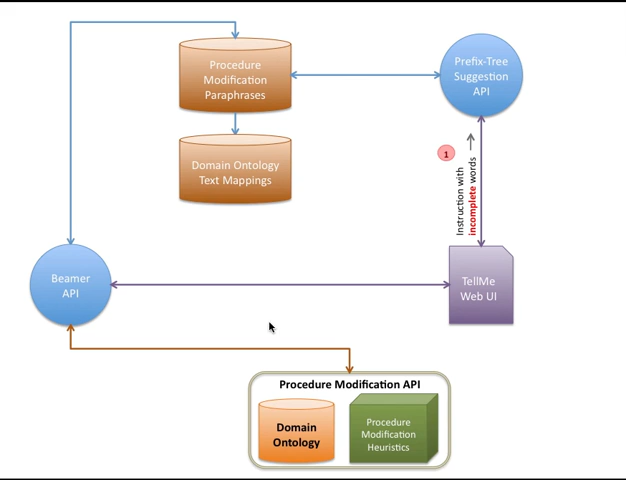 Procedure
Modification
Paraphrases
Prefix-Tree
Suggestion
API
Domain Ontology
Text Mappings
1
Instruction with
incomplete words
Beamer
API
TellMe
Web UI
Procedure Modification API
Domain
Ontology
Procedure
Modification
Heuristics